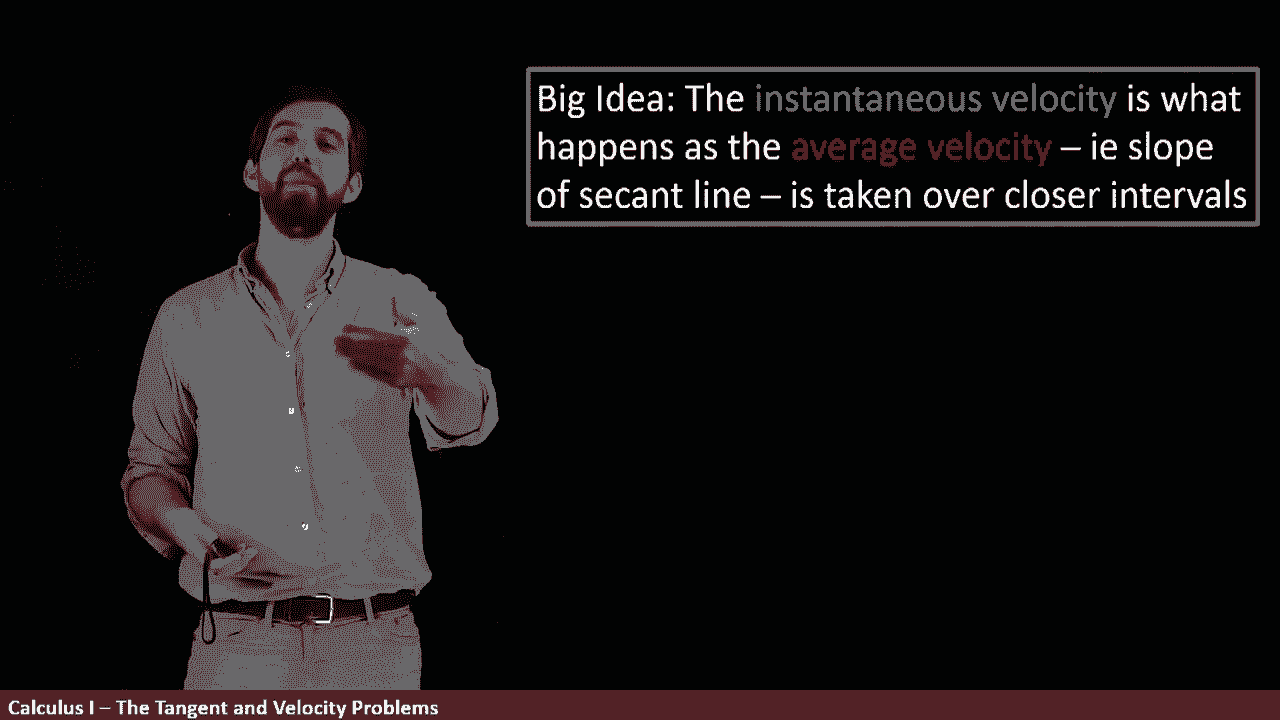 Big Idea: The instantaneous velocity is what
happens as the average velocity – ie slope
of secant line – is taken over closer intervals
Calculus I – The Tangent and Velocity Problems